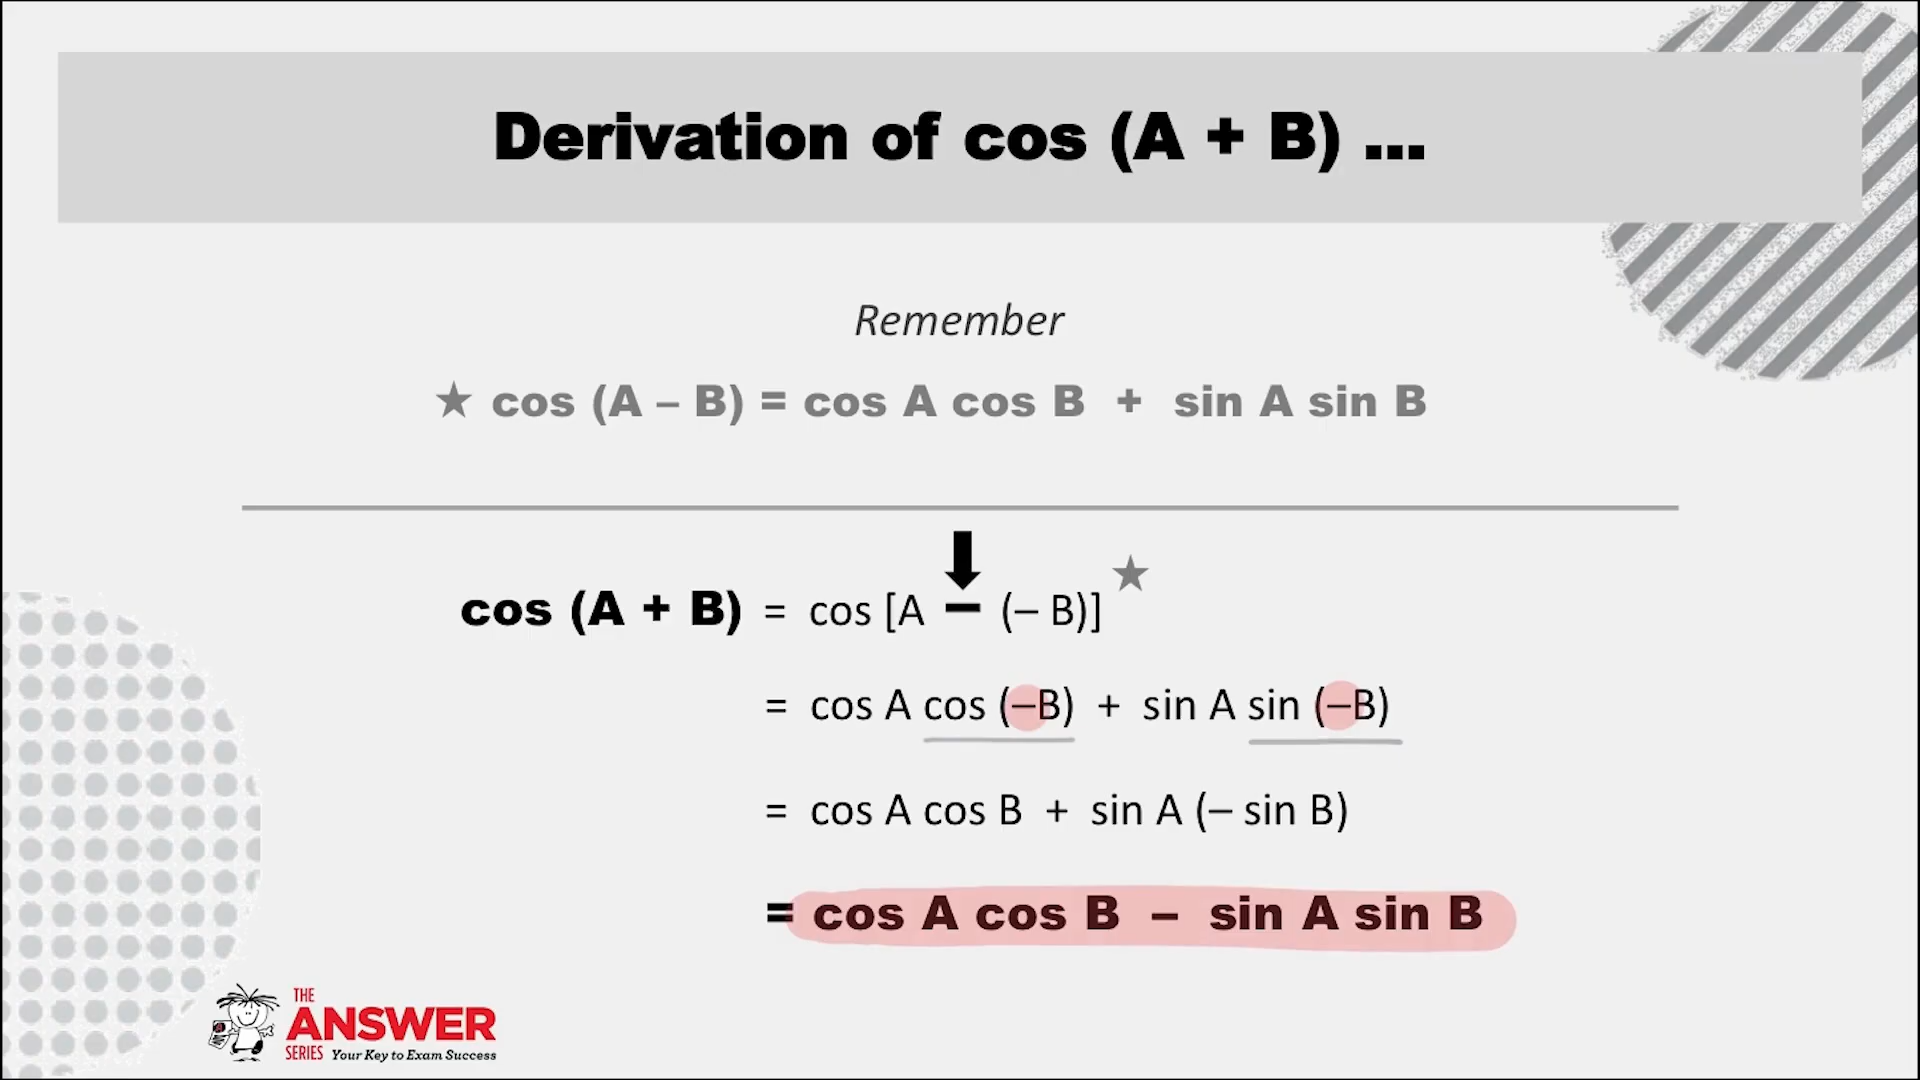 Derivation of cos (A + B) ...
Remember
★ cos (A – B) = cos A cos B + sin A sin B
cos (A + B) = cos [A – (– B)] ★
= cos A cos (–B) + sin A sin (–B)
= cos A cos B + sin A (– sin B)
= cos A cos B – sin A sin B
THE
ANSWER
SERIES Your Key to Exam Success